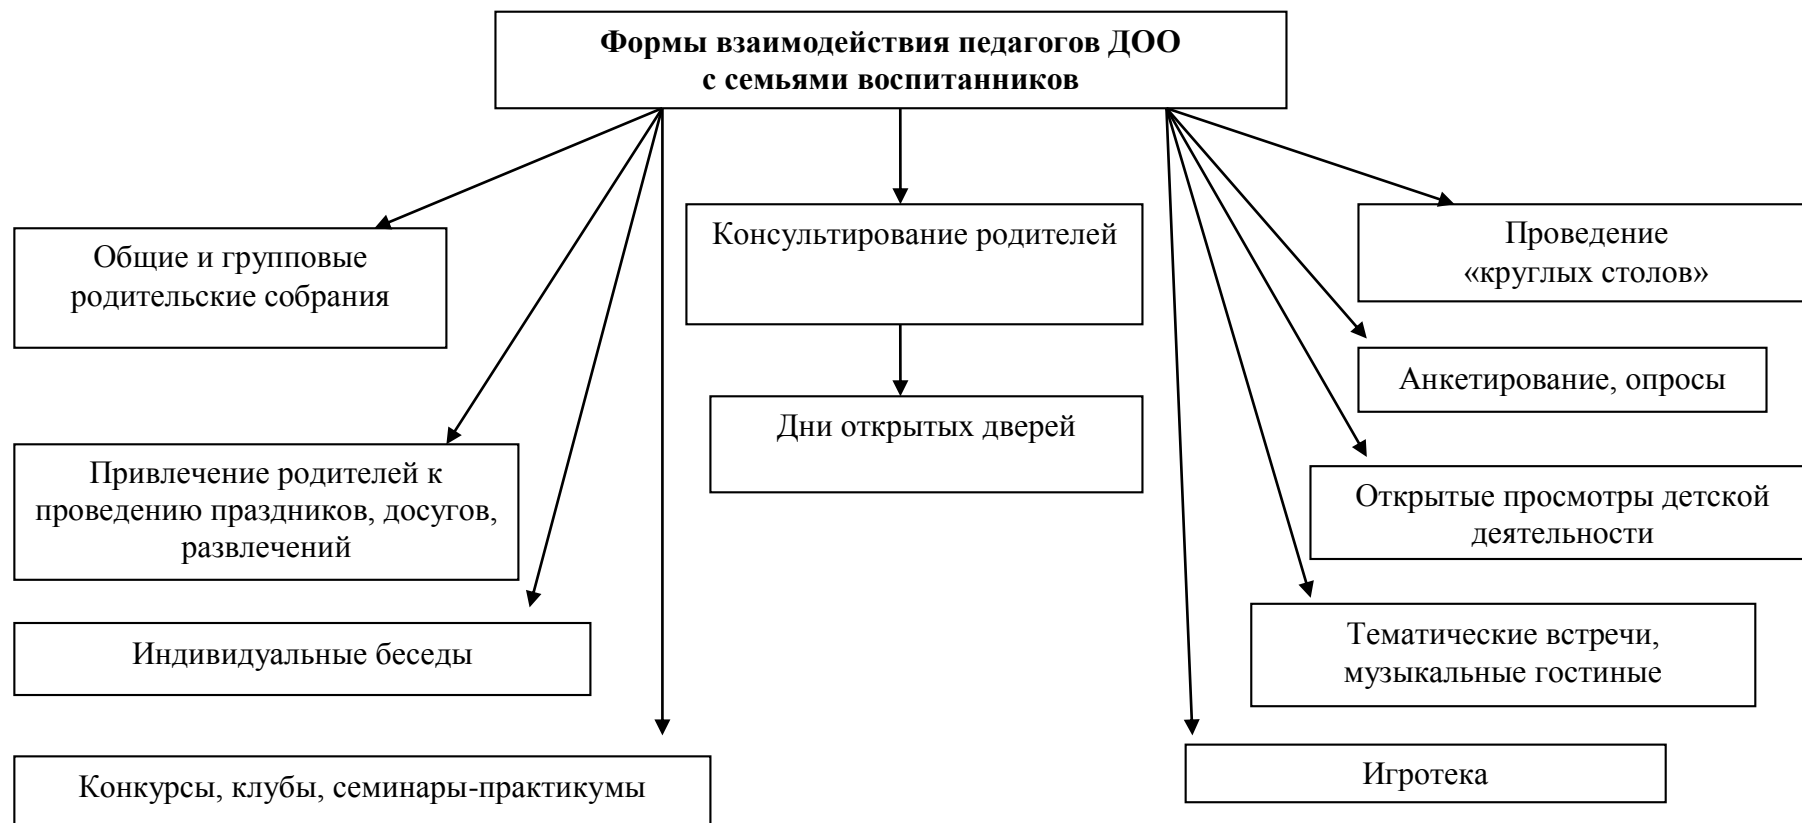 Формы взаимодействия педагогов ДОО
с семьями воспитанников
Общие и групповые
родительские собрания
Привлечение родителей к
проведению праздников, досугов,
развлечений
Индивидуальные беседы
Конкурсы, клубы, семинары-практикумы
Консультирование родителей
Дни открытых дверей
Проведение
«круглых столов»
Анкетирование, опросы
Открытые просмотры детской
деятельности
Тематические встречи,
музыкальные гостиные
Игротека